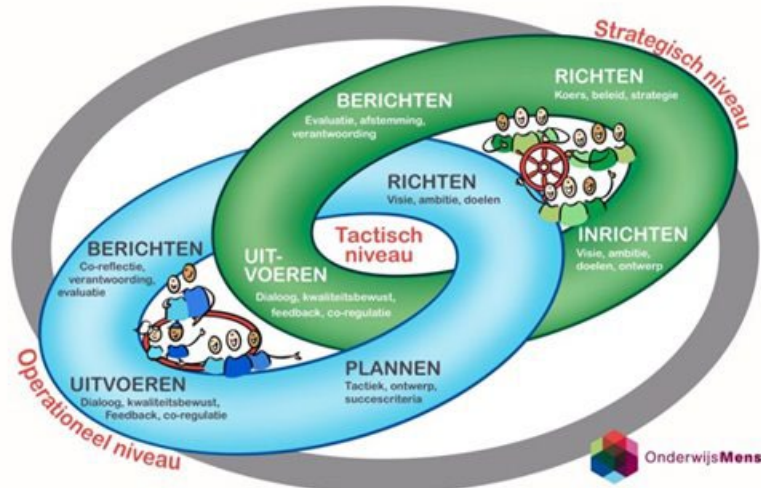 Strategisch niveau
RICHTEN
Koers, beleid, strategie
BERICHTEN
Evaluatie, afstemming,
verantwoording
RICHTEN
Visie, ambitie, doelen
Tactisch
niveau
INRICHTEN
Visie, ambitie,
doelen, ontwerp
BERICHTEN
Co-reflectie,
verantwoording,
evaluatie
UIT-
VOEREN
Dialoog, kwaliteitsbewust,
feedback, co-regulatie
PLANNEN
Tactiek, ontwerp,
succescriteria
UITVOEREN
Dialoog, kwaliteitsbewust,
Feedback, co-regulatie
Operationeel niveau
OnderwijsMens